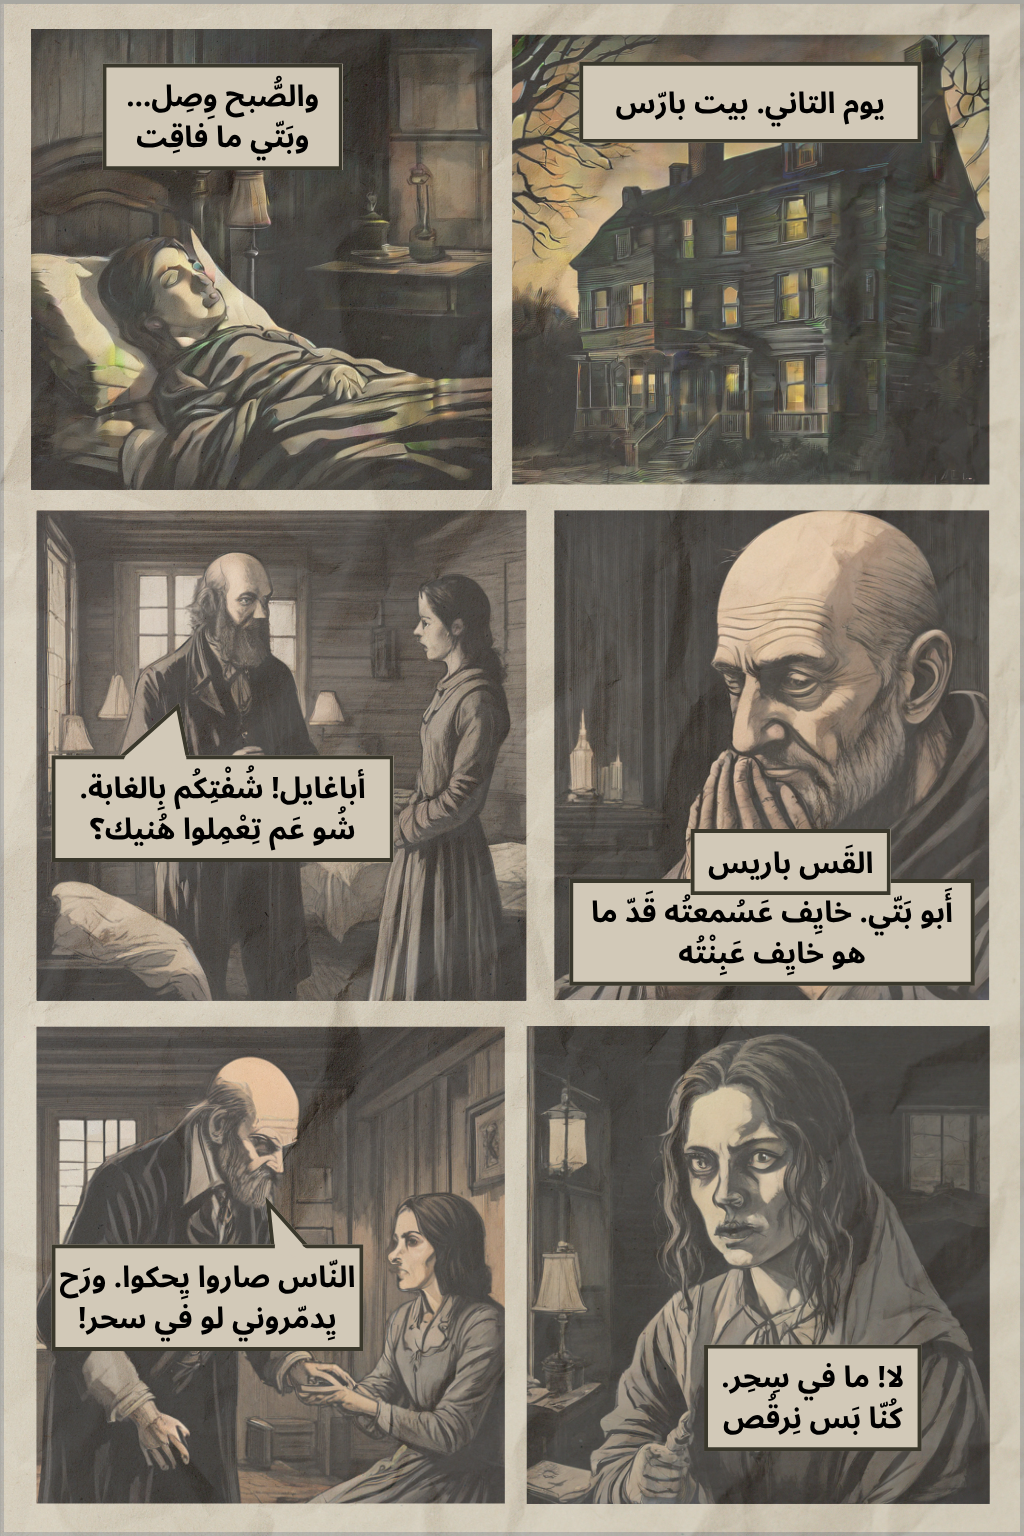 يوم التاني. بيت بارّس
والصُّبح وِصِل...
وبَتّي ما فاقِت
القَس باريس
أَبو بَتّي. خايِف عَسُمعتُه قَدّ ما
هو خايِف عَبِنْتُه
أباغايل! شُفْتِكُم بِالغابة.
شُو عَم تِعْمِلوا هُنيك؟
لا! ما في سِحِر.
كُنّا بَس نِرقُص
النّاس صاروا يِحكوا. ورَح
يِدمّروني لو في سحر!